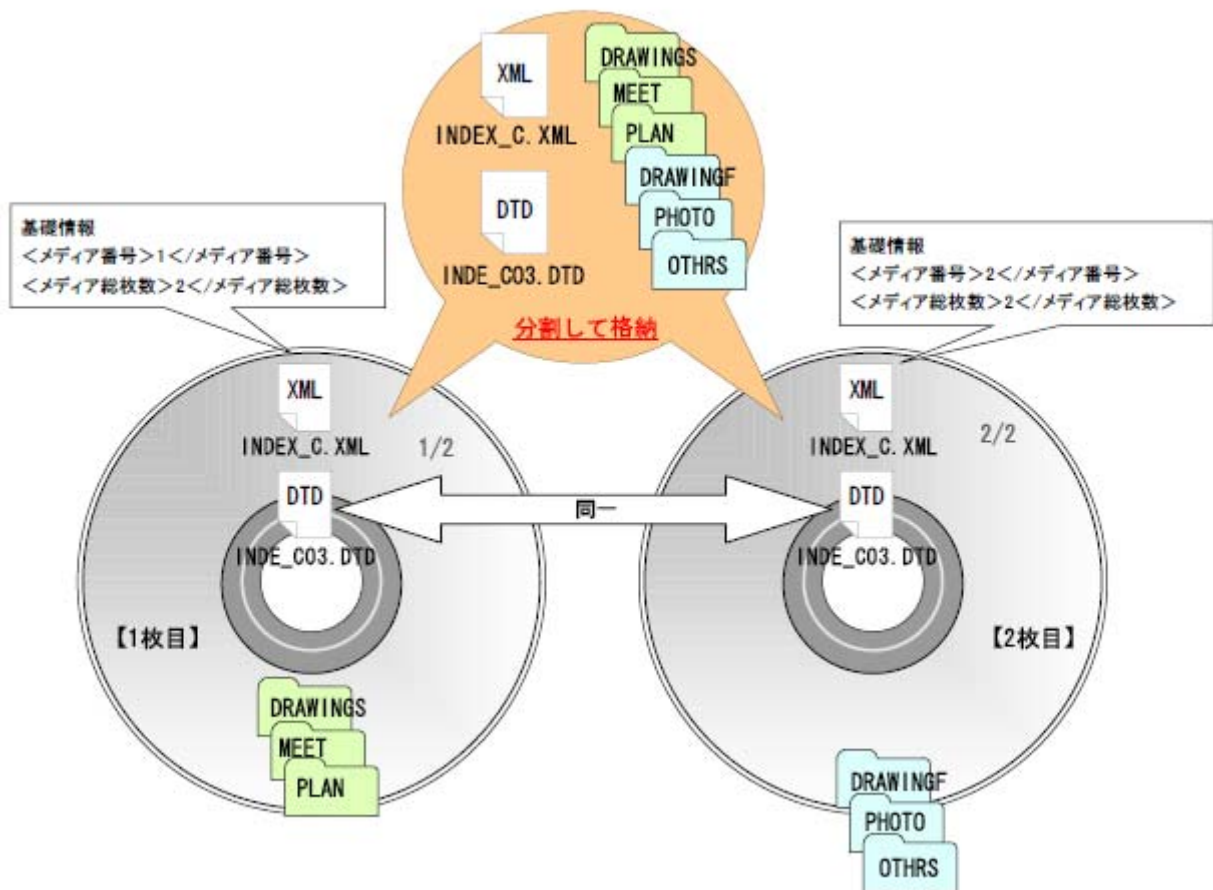 XML
INDEX_C.XML
DTD
INDE_C03.DTD
DRAWINGS
MEET
PLAN
DRAWINGF
PHOTO
OTHRS
分割して格納
基礎情報
<メディア番号>1</メディア番号>
<メディア総枚数>2</メディア総枚数>
基礎情報
<メディア番号>2</メディア番号>
<メディア総枚数>2</メディア総枚数>
XML
INDEX_C.XML
1/2
DTD
INDE_C03.DTD
【1枚目】
DRAWINGS
MEET
PLAN
同一
XML
INDEX_C.XML
2/2
DTD
INDE_C03.DTD
【2枚目】
DRAWINGF
PHOTO
OTHRS